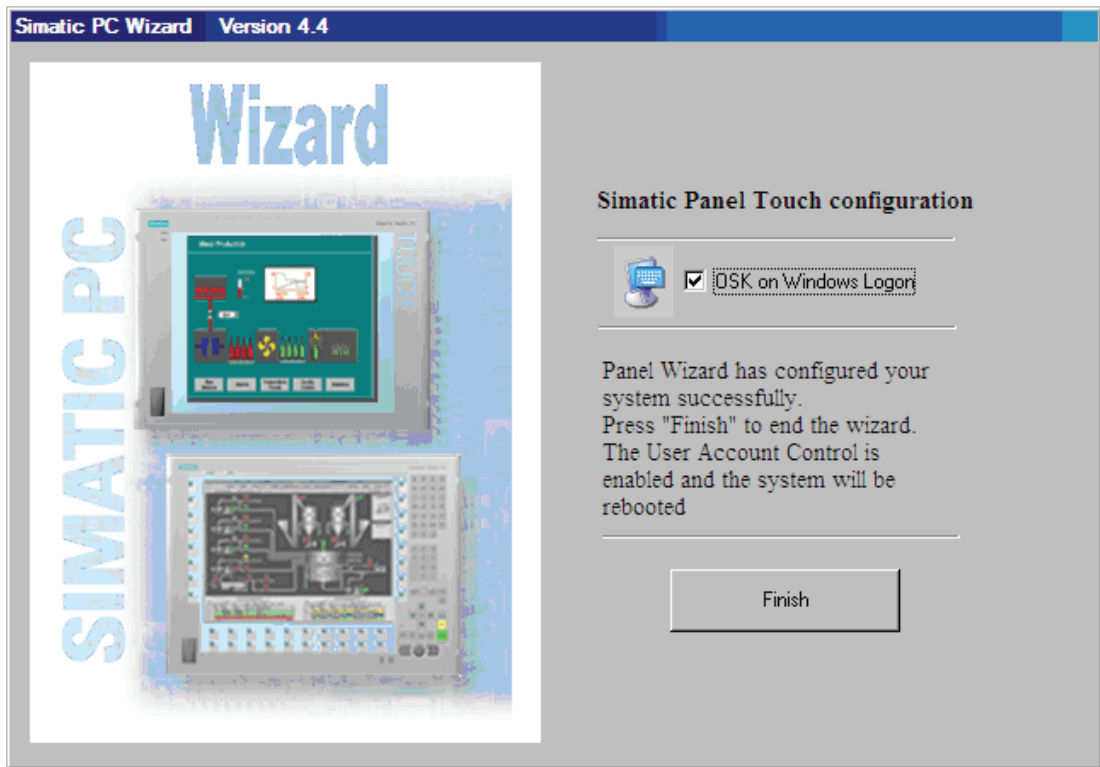 Simatic PC Wizard Version 4.4
Wizard
SIMATIC PC
TOUCH
Simatic Panel Touch configuration
OSK on Windows Logon
Panel Wizard has configured your
system successfully.
Press "Finish" to end the wizard.
The User Account Control is
enabled and the system will be
rebooted
Finish